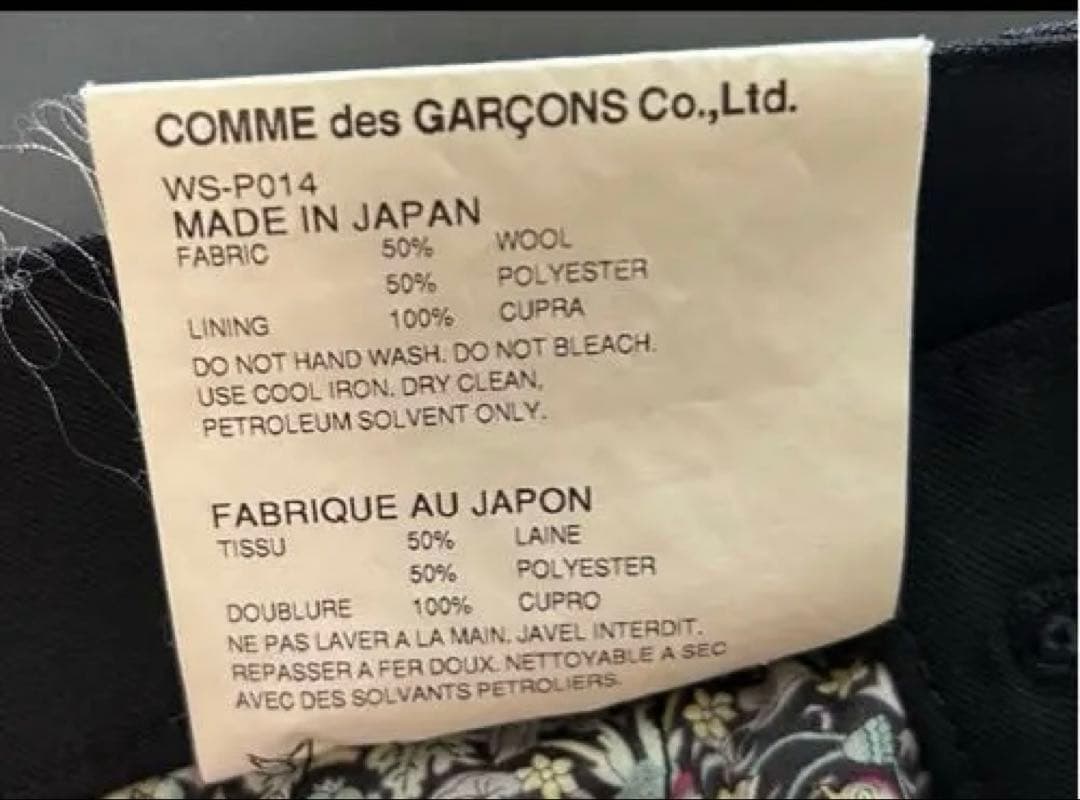 COMME des GARÇONS Co.,Ltd.
WS-P014
MADE IN JAPAN
FABRIC 50% WOOL
50% POLYESTER
LINING 100% CUPRA
DO NOT HAND WASH. DO NOT BLEACH.
USE COOL IRON. DRY CLEAN,
PETROLEUM SOLVENT ONLY.
FABRIQUE AU JAPON
TISSU 50% LAINE
50% POLYESTER
DOUBLURE 100% CUPRO
NE PAS LAVER A LA MAIN. JAVEL INTERDIT.
REPASSER A FER DOUX. NETTOYABLE A SEC
AVEC DES SOLVANTS PETROLIERS.